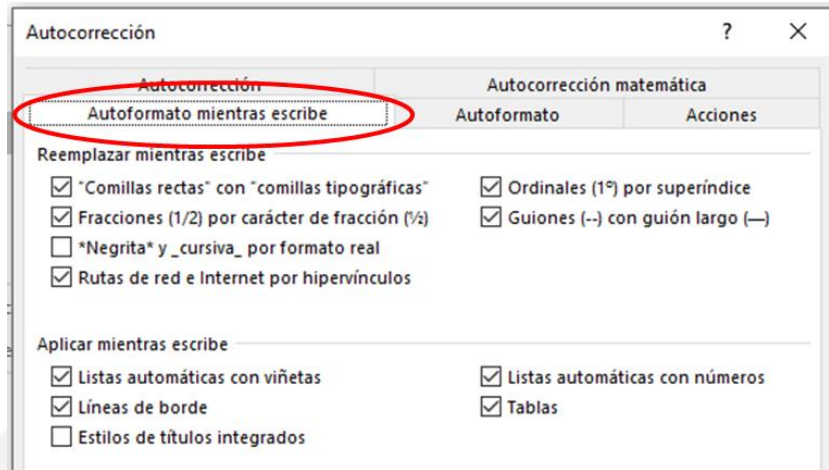 Autocorrección ? ×
Autocorrección Autocorrección matemática
Autoformato mientras escribe Autoformato Acciones
Reemplazar mientras escribe
"Comillas rectas" con “comillas tipográficas” Ordinales (1º) por superíndice
Fracciones (1/2) por carácter de fracción (½) Guiones (--) con guión largo (—)
*Negrita* y _cursiva_ por formato real
Rutas de red e Internet por hipervínculos
Aplicar mientras escribe
Listas automáticas con viñetas Listas automáticas con números
Líneas de borde Tablas
Estilos de títulos integrados